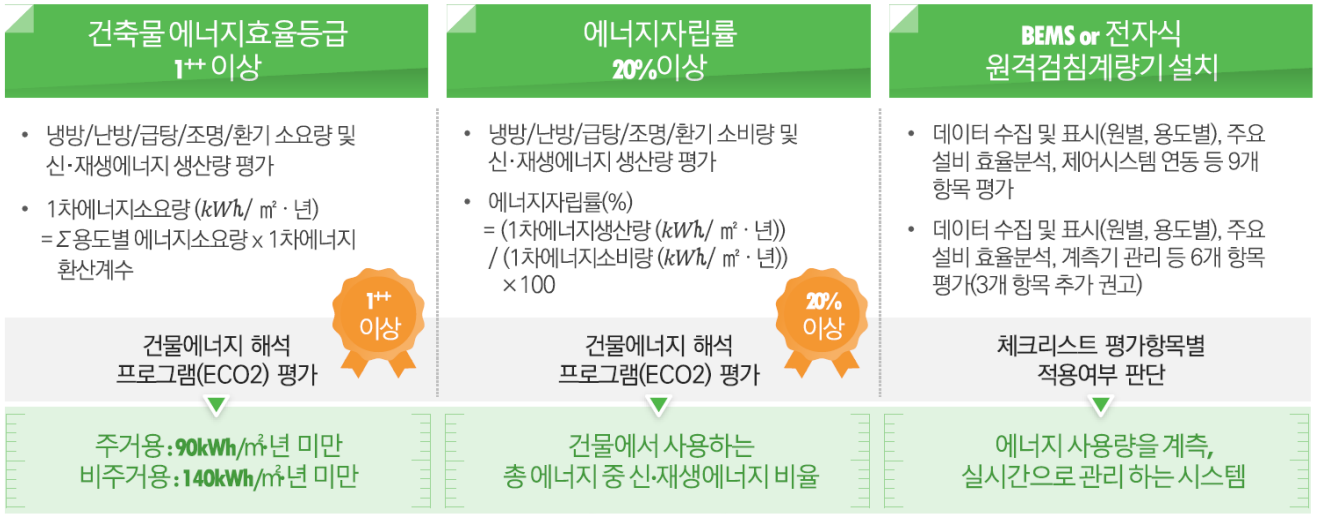 건축물 에너지효율등급
1++ 이상
• 냉방/난방/급탕/조명/환기 소요량 및
신·재생에너지 생산량 평가
• 1차에너지소요량 (kWh/ ㎡ · 년)
= Σ용도별 에너지소요량 x 1차에너지
환산계수
1++
이상
건물에너지 해석
프로그램(ECO2) 평가
주거용 : 90kWh/㎡·년 미만
비주거용 : 140kWh/㎡·년 미만
에너지자립률
20%이상
• 냉방/난방/급탕/조명/환기 소비량 및
신·재생에너지 생산량 평가
• 에너지자립률(%)
= (1차에너지생산량 (kWh/ ㎡ · 년))
/ (1차에너지소비량 (kWh/ ㎡ · 년))
×100
20%
이상
건물에너지 해석
프로그램(ECO2) 평가
건물에서 사용하는
총 에너지 중 신·재생에너지 비율
BEMS or 전자식
원격검침계량기 설치
• 데이터 수집 및 표시(원별, 용도별), 주요
설비 효율분석, 제어시스템 연동 등 9개
항목 평가
• 데이터 수집 및 표시(원별, 용도별), 주요
설비 효율분석, 계측기 관리 등 6개 항목
평가(3개 항목 추가 권고)
체크리스트 평가항목별
적용여부 판단
에너지 사용량을 계측,
실시간으로 관리 하는 시스템